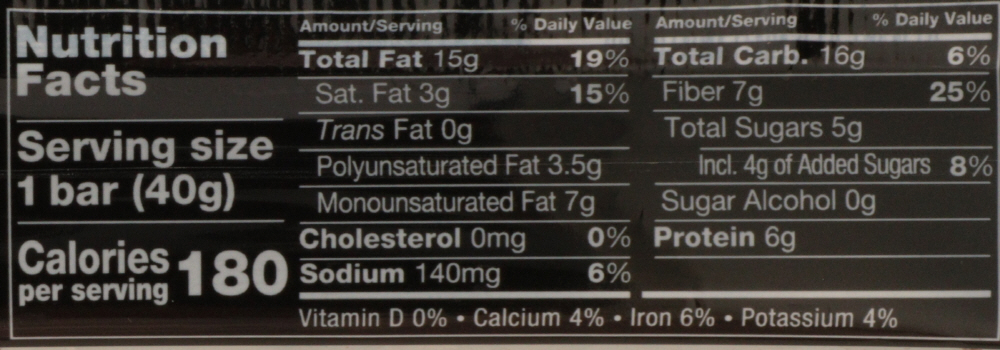 Nutrition
Facts
Serving size
1 bar (40g)
Calories 180
per serving
Amount/Serving % Daily Value
Total Fat 15g 19%
Sat. Fat 3g 15%
Trans Fat 0g
Polyunsaturated Fat 3.5g
Monounsaturated Fat 7g
Cholesterol 0mg 0%
Sodium 140mg 6%
Amount/Serving % Daily Value
Total Carb. 16g 6%
Fiber 7g 25%
Total Sugars 5g
Incl. 4g of Added Sugars 8%
Sugar Alcohol 0g
Protein 6g
Vitamin D 0% • Calcium 4% • Iron 6% • Potassium 4%